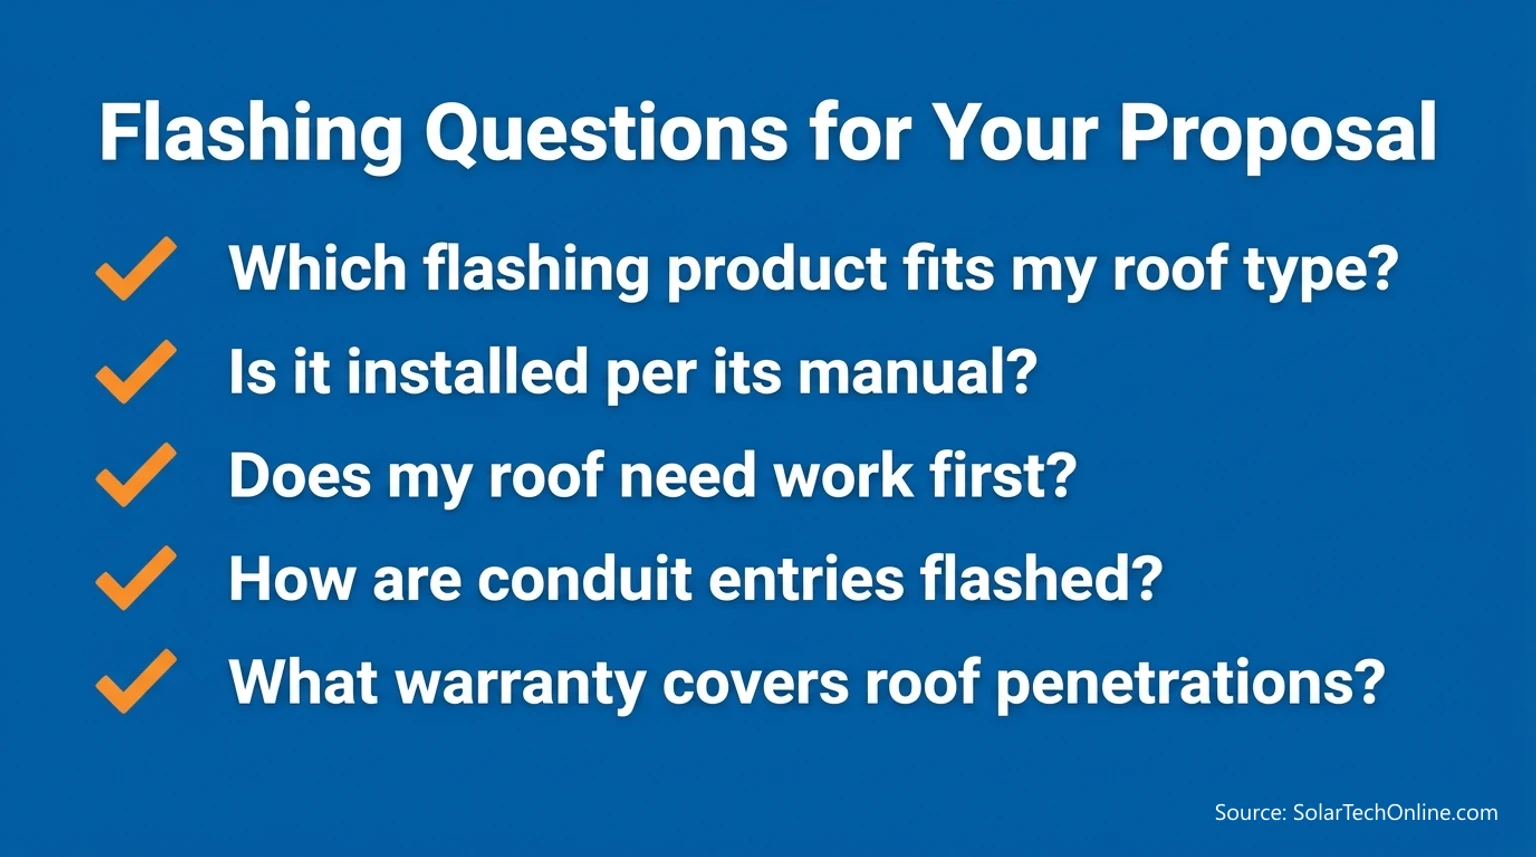 Flashing Questions for Your Proposal
Which flashing product fits my roof type?
Is it installed per its manual?
Does my roof need work first?
How are conduit entries flashed?
What warranty covers roof penetrations?
Source: SolarTechOnline.com